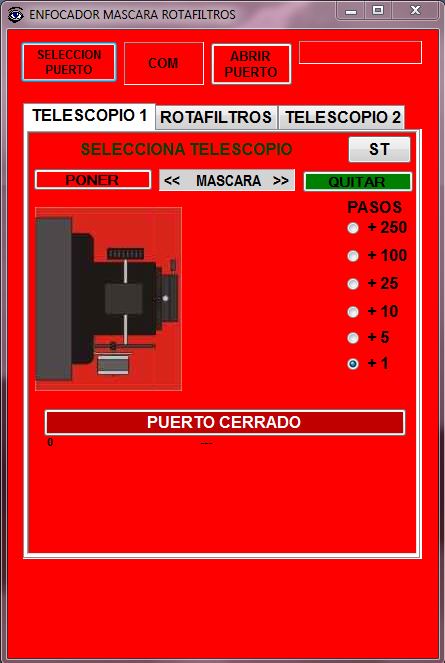 ENFOCADOR MASCARA ROTAFILTROS
SELECCION
PUERTO
COM
ABRIR
PUERTO
TELESCOPIO 1
ROTAFILTROS
TELESCOPIO 2
SELECCIONA TELESCOPIO
ST
PONER
<< MASCARA >>
QUITAR
PASOS
+ 250
+ 100
+ 25
+ 10
+ 5
+ 1
PUERTO CERRADO
0
---